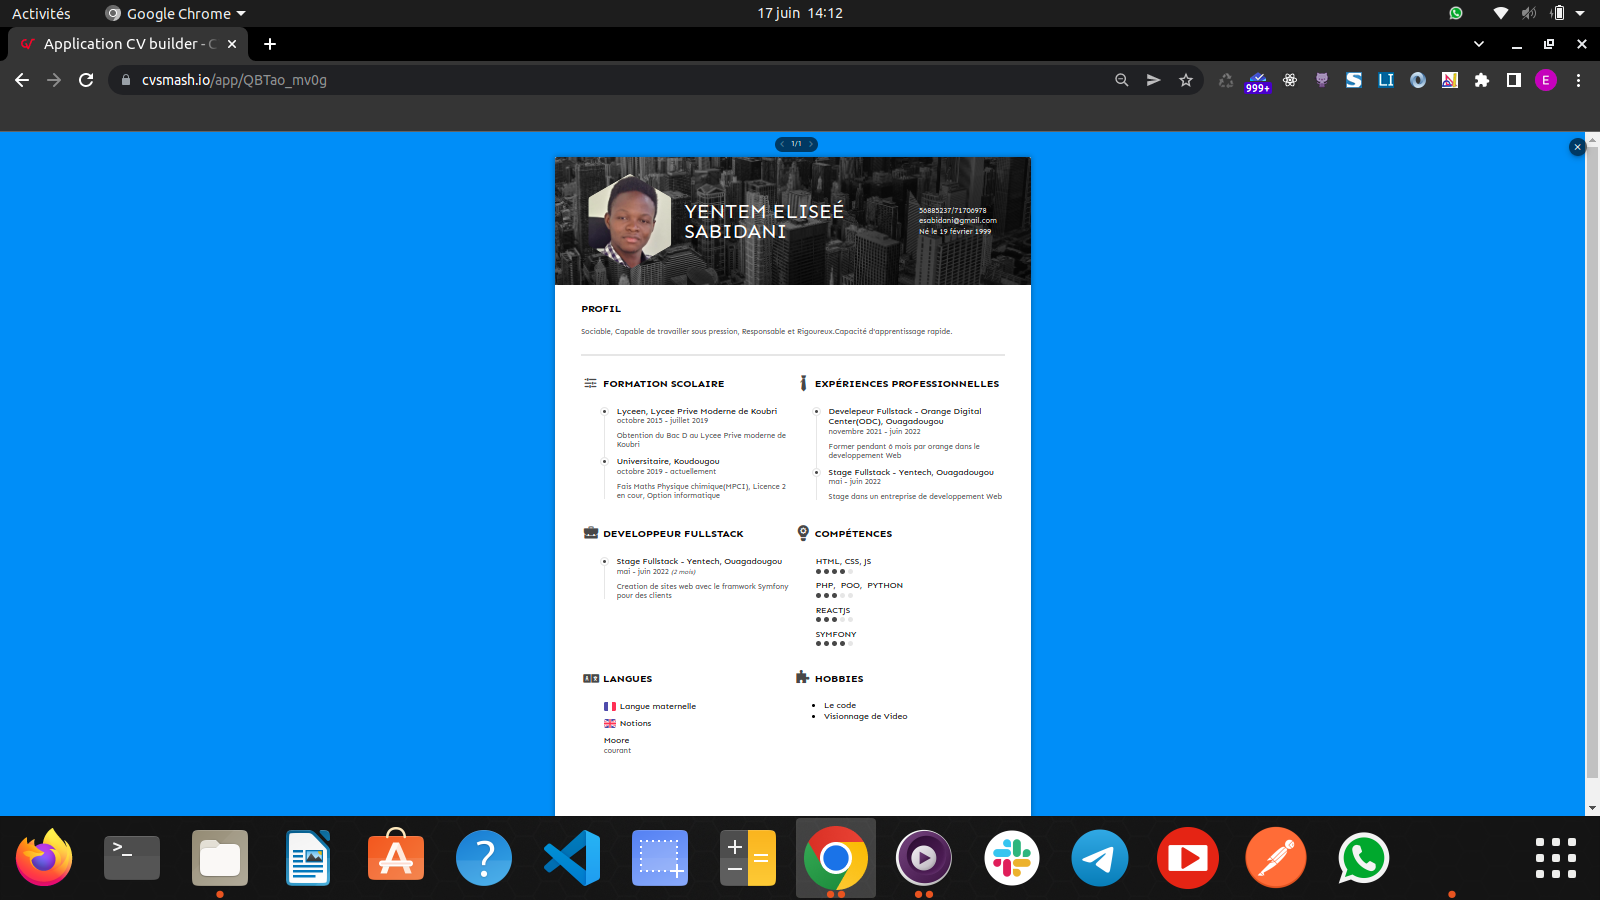 Activités
Google Chrome
17 juin 14:12
Application CV builder - C
cvsmash.io/app/QBTao_mv0g
999+
LI
E
1/1
YENTEM ELISEÉ
SABIDANI
56885237/71706978
esabidani@gmail.com
Né le 19 février 1999
PROFIL
Sociable, Capable de travailler sous pression, Responsable et Rigoureux.Capacité d'apprentissage rapide.
FORMATION SCOLAIRE
Lyceen, Lycee Prive Moderne de Koubri
octobre 2015 - juillet 2019
Obtention du Bac D au Lycee Prive moderne de
Koubri
Universitaire, Koudougou
octobre 2019 - actuellement
Fais Maths Physique chimique(MPCI), Licence 2
en cour, Option informatique
EXPÉRIENCES PROFESSIONNELLES
Develepeur Fullstack - Orange Digital
Center(ODC), Ouagadougou
novembre 2021 - juin 2022
Former pendant 6 mois par orange dans le
developpement Web
Stage Fullstack - Yentech, Ouagadougou
mai - juin 2022
Stage dans un entreprise de developpement Web
DEVELOPPEUR FULLSTACK
Stage Fullstack - Yentech, Ouagadougou
mai - juin 2022 (2 mois)
Creation de sites web avec le framwork Symfony
pour des clients
COMPÉTENCES
HTML, CSS, JS
PHP, POO, PYTHON
REACTJS
SYMFONY
LANGUES
Langue maternelle
Notions
Moore
courant
HOBBIES
Le code
Visionnage de Video